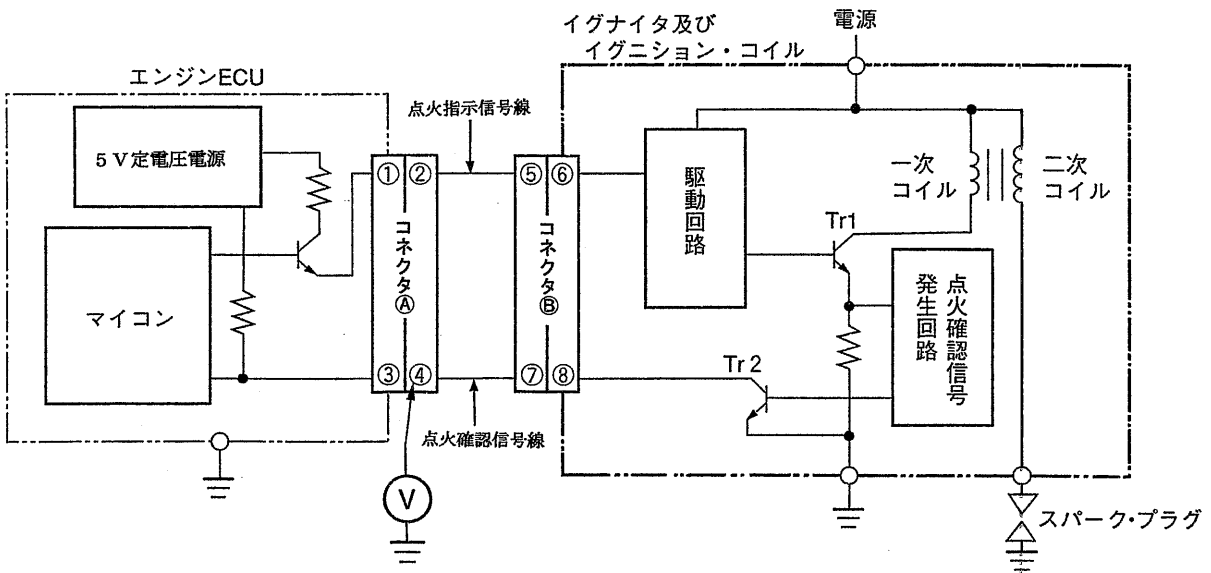 イグナイタ及び
イグニション・コイル
電源
エンジンECU
点火指示信号線
5 V定電圧電源
① ②
⑤ ⑥
駆動回路
一次
コイル
二次
コイル
Tr1
コネクタⒶ
コネクタⒷ
マイコン
点火確認信号
発生回路
Tr 2
③ ④
⑦ ⑧
点火確認信号線
V
スパーク・プラグ